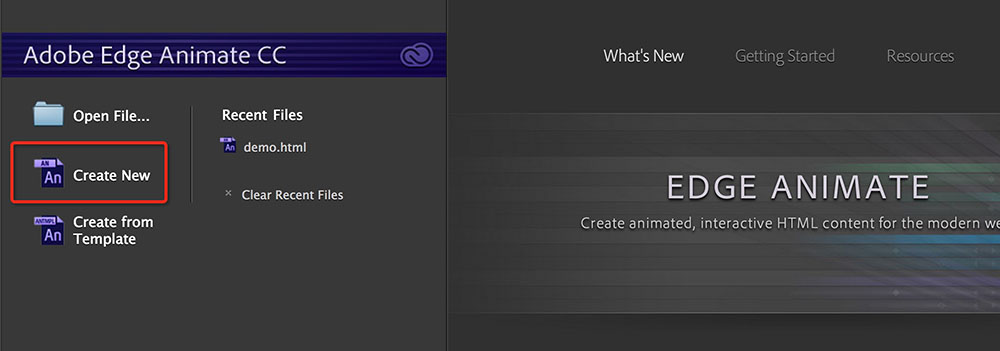 Adobe Edge Animate CC
Open File...
AN
An
Create New
ANTMPL
An
Create from
Template
Recent Files
An
demo.html
× Clear Recent Files
What's New
Getting Started
Resources
EDGE ANIMATE
Create animated, interactive HTML content for the modern we